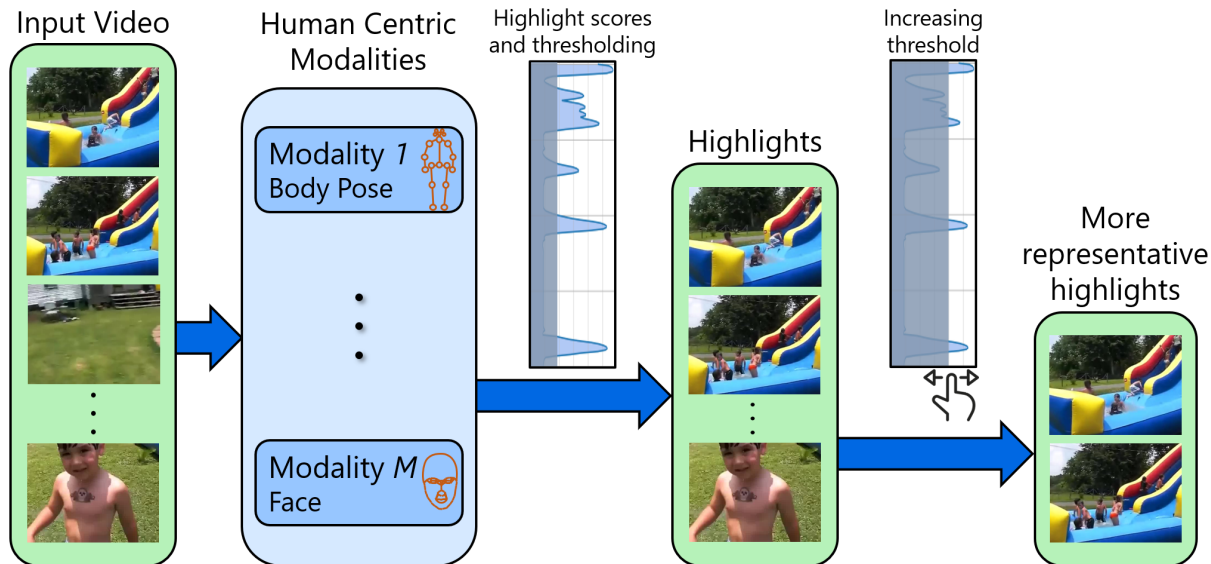 Input Video
Human Centric
Modalities
Modality 1
Body Pose
Modality M
Face
Highlight scores
and thresholding
Highlights
Increasing
threshold
More
representative
highlights